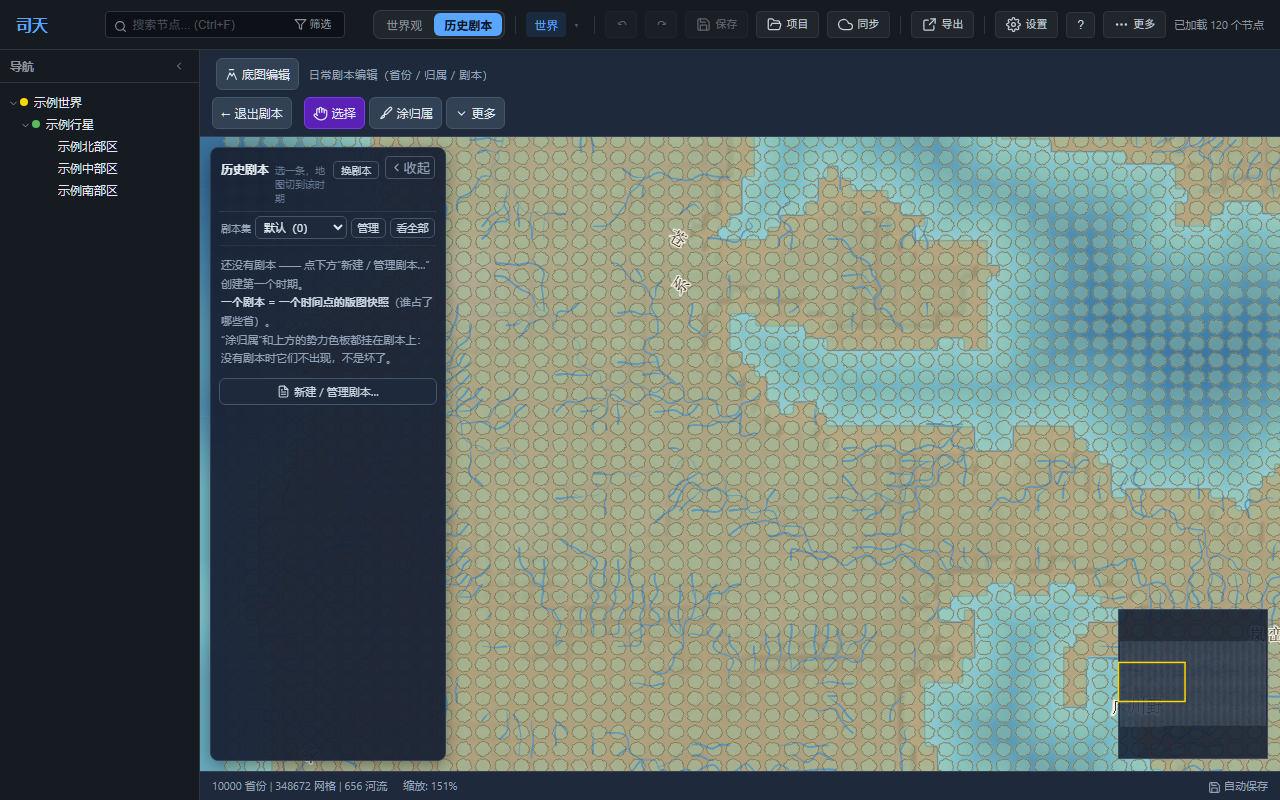 司天
搜索节点... (Ctrl+F)
筛选
世界观
历史剧本
世界
保存
项目
同步
导出
设置
?
更多
已加载 120 个节点
导航
示例世界
示例行星
示例北部区
示例中部区
示例南部区
底图编辑
日常剧本编辑（首份 / 归属 / 剧本）
←退出剧本
选择
涂归属
更多
历史剧本
选一条，地
图切到该时
期
换剧本
收起
剧本集
默认（0）
管理
看全部
还没有剧本 —— 点下方“新建 / 管理剧本…”
创建第一个时期。
一个剧本 = 一个时间点的版图快照（谁占了
哪些首）。
“涂归属”和上方的势力色板都挂在剧本上：
没有剧本时它们不出现，不是坏了。
新建 / 管理剧本...
10000 省份 | 348672 网格 | 656 河流
缩放: 151%
自动保存